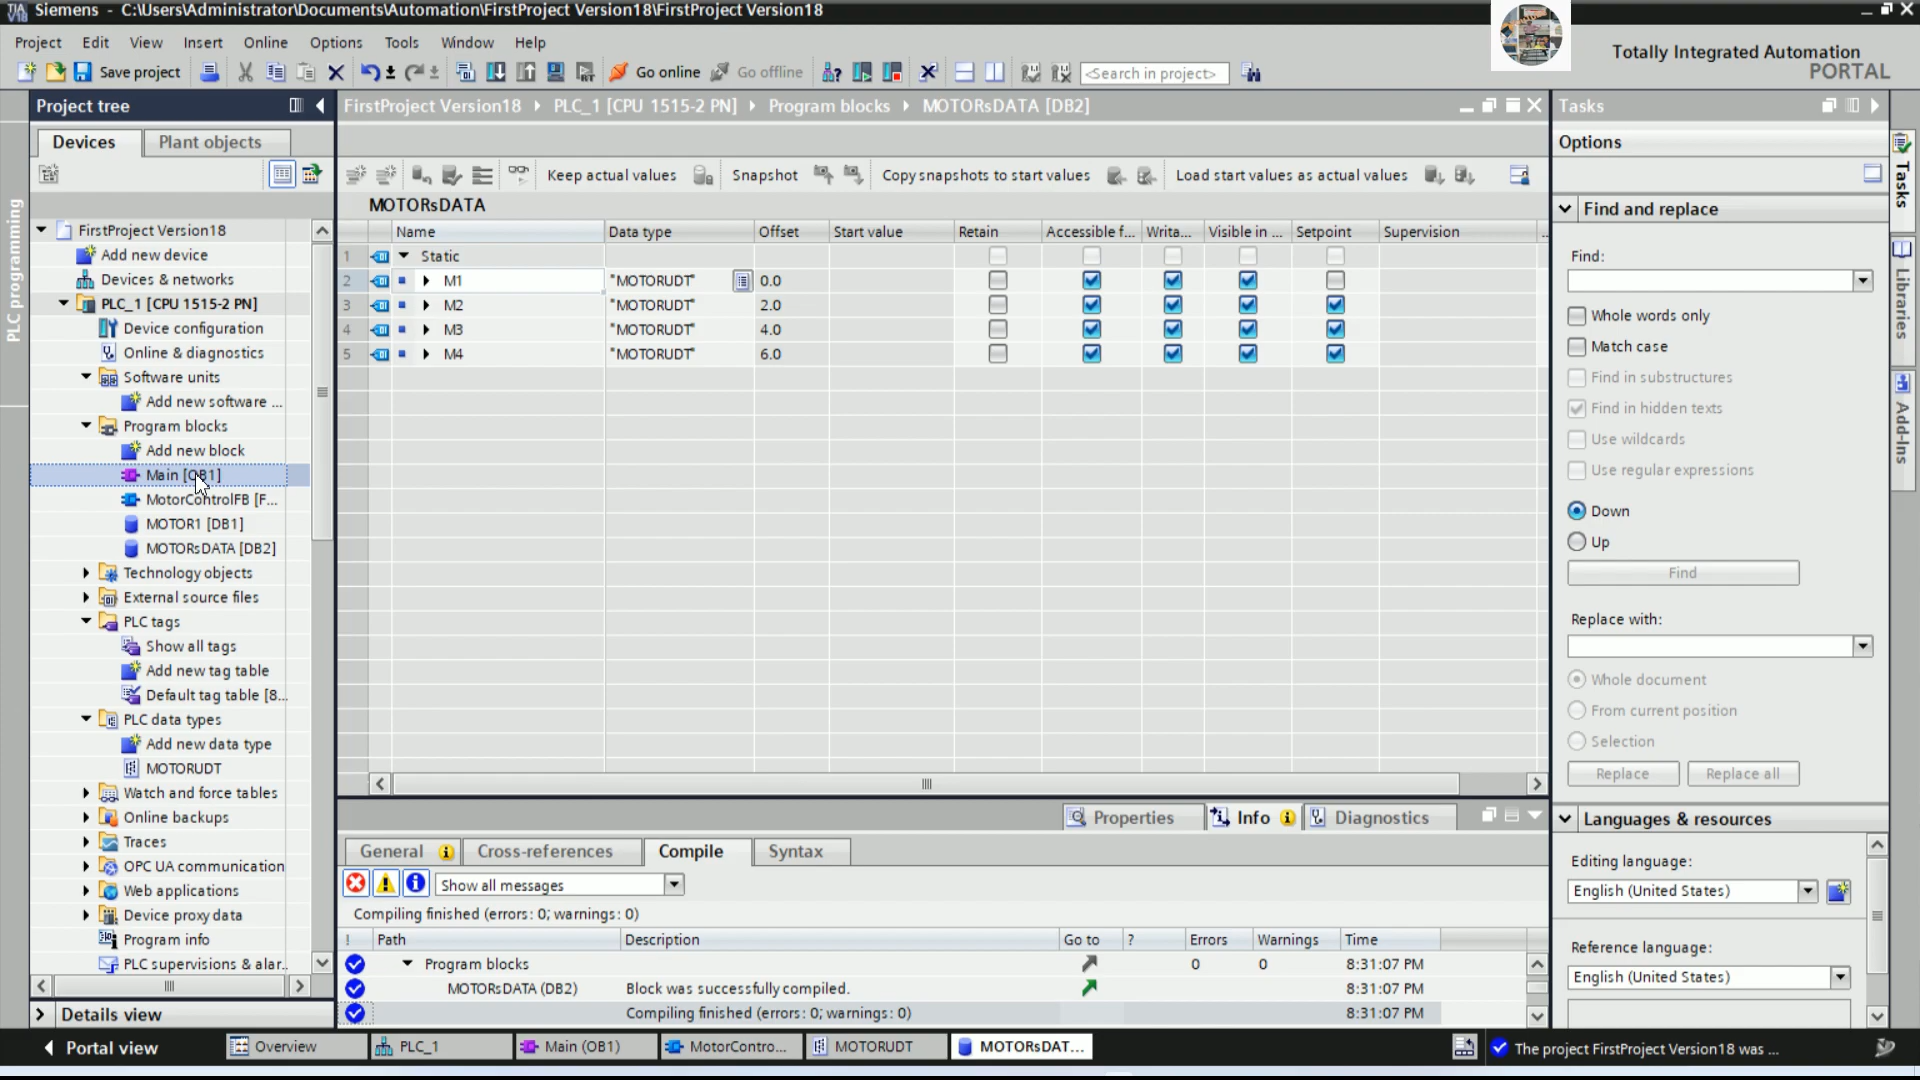 Siemens - C:\Users\Administrator\Documents\Automation\FirstProject Version18\FirstProject Version18
Project Edit View Insert Online Options Tools Window Help
Totally Integrated Automation
PORTAL
Save project Go online Go offline <Search in project>
Project tree
FirstProject Version18 PLC_1 [CPU 1515-2 PN] Program blocks MOTORsDATA [DB2]
Tasks
Devices Plant objects
Options
Keep actual values Snapshot Copy snapshots to start values Load start values as actual values
PLC programming
Tasks
Libraries
Add-Ins
FirstProject Version18
Add new device
Devices & networks
PLC_1 [CPU 1515-2 PN]
Device configuration
Online & diagnostics
Software units
Add new software ...
Program blocks
Add new block
Main [OB1]
MotorControlFB [F...
MOTOR1 [DB1]
MOTORsDATA [DB2]
Technology objects
External source files
PLC tags
Show all tags
Add new tag table
Default tag table [8...
PLC data types
Add new data type
MOTORUDT
Watch and force tables
Online backups
Traces
OPC UA communication
Web applications
Device proxy data
Program info
PLC supervisions & alar..
Details view
MOTORsDATA
Name Data type Offset Start value Retain Accessible f... Writa... Visible in ... Setpoint Supervision ...
1 Static
2 M1 "MOTORUDT" 0.0
3 M2 "MOTORUDT" 2.0
4 M3 "MOTORUDT" 4.0
5 M4 "MOTORUDT" 6.0
Properties Info Diagnostics
General Cross-references Compile Syntax
Show all messages
Compiling finished (errors: 0; warnings: 0)
! Path Description Go to ? Errors Warnings Time
Program blocks 0 0 8:31:07 PM
MOTORsDATA (DB2) Block was successfully compiled. 8:31:07 PM
Compiling finished (errors: 0; warnings: 0) 8:31:07 PM
Find and replace
Find:
Whole words only
Match case
Find in substructures
Find in hidden texts
Use wildcards
Use regular expressions
Down
Up
Find
Replace with:
Whole document
From current position
Selection
Replace Replace all
Languages & resources
Editing language:
English (United States)
Reference language:
English (United States)
Portal view Overview PLC_1 Main (OB1) MotorContro... MOTORUDT MOTORsDAT... The project FirstProject Version18 was ...